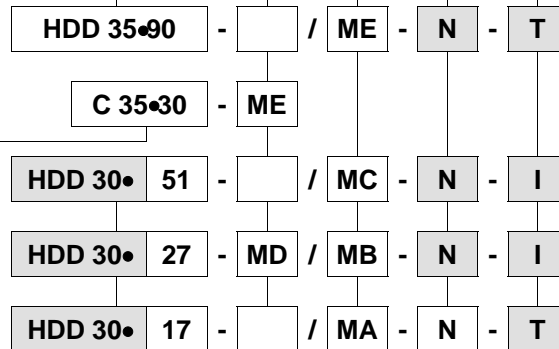 HDD 35•90 - / ME - N - T
C 35•30 - ME
HDD 30• 51 - / MC - N - I
HDD 30• 27 - MD / MB - N - I
HDD 30• 17 - / MA - N - T